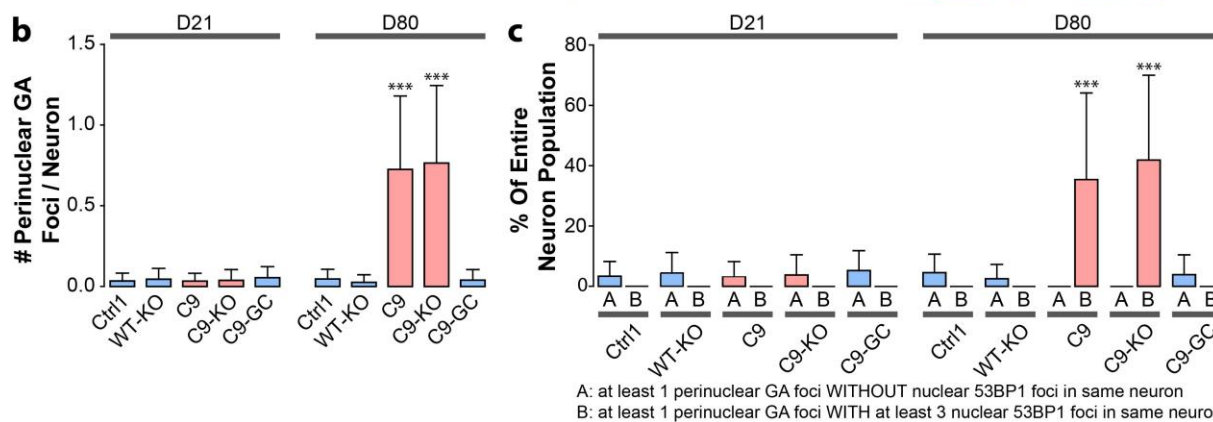 b
D21
D80
# Perinuclear GA
Foci / Neuron
1.5
1.0
0.5
0.0
***
***
Ctrl1
WT-KO
C9
C9-KO
C9-GC
Ctrl1
WT-KO
C9
C9-KO
C9-GC
c
D21
D80
% Of Entire
Neuron Population
80
60
40
20
0
***
***
A B A B A B A B A B A B A B A B A B A B
Ctrl1
WT-KO
C9
C9-KO
C9-GC
Ctrl1
WT-KO
C9
C9-KO
C9-GC
A: at least 1 perinuclear GA foci WITHOUT nuclear 53BP1 foci in same neuron
B: at least 1 perinuclear GA foci WITH at least 3 nuclear 53BP1 foci in same neuro